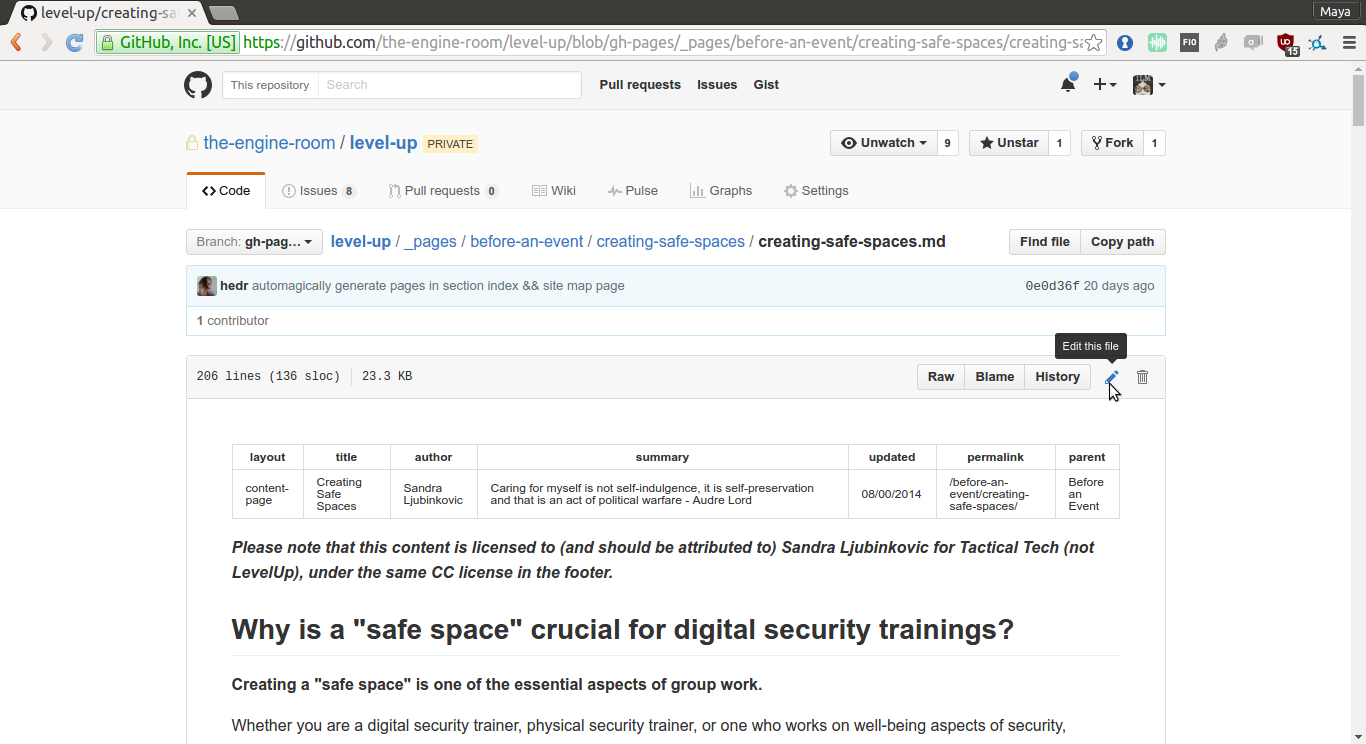 level-up/creating-sa
Maya
GitHub, Inc. [US] https://github.com/the-engine-room/level-up/blob/gh-pages/_pages/before-an-event/creating-safe-spaces/creating-sa
FIO
UO
15
This repository Search Pull requests Issues Gist
the-engine-room / level-up PRIVATE
Unwatch 9 Unstar 1 Fork 1
Code Issues 8 Pull requests 0 Wiki Pulse Graphs Settings
Branch: gh-pag... level-up / _pages / before-an-event / creating-safe-spaces / creating-safe-spaces.md Find file Copy path
hedr automagically generate pages in section index && site map page 0e0d36f 20 days ago
1 contributor
Edit this file
206 lines (136 sloc) 23.3 KB Raw Blame History
layout title author summary updated permalink parent
content-page Creating Safe Spaces Sandra Ljubinkovic Caring for myself is not self-indulgence, it is self-preservation and that is an act of political warfare - Audre Lord 08/00/2014 /before-an-event/creating-safe-spaces/ Before an Event
Please note that this content is licensed to (and should be attributed to) Sandra Ljubinkovic for Tactical Tech (not
LevelUp), under the same CC license in the footer.
Why is a "safe space" crucial for digital security trainings?
Creating a "safe space" is one of the essential aspects of group work.
Whether you are a digital security trainer, physical security trainer, or one who works on well-being aspects of security,